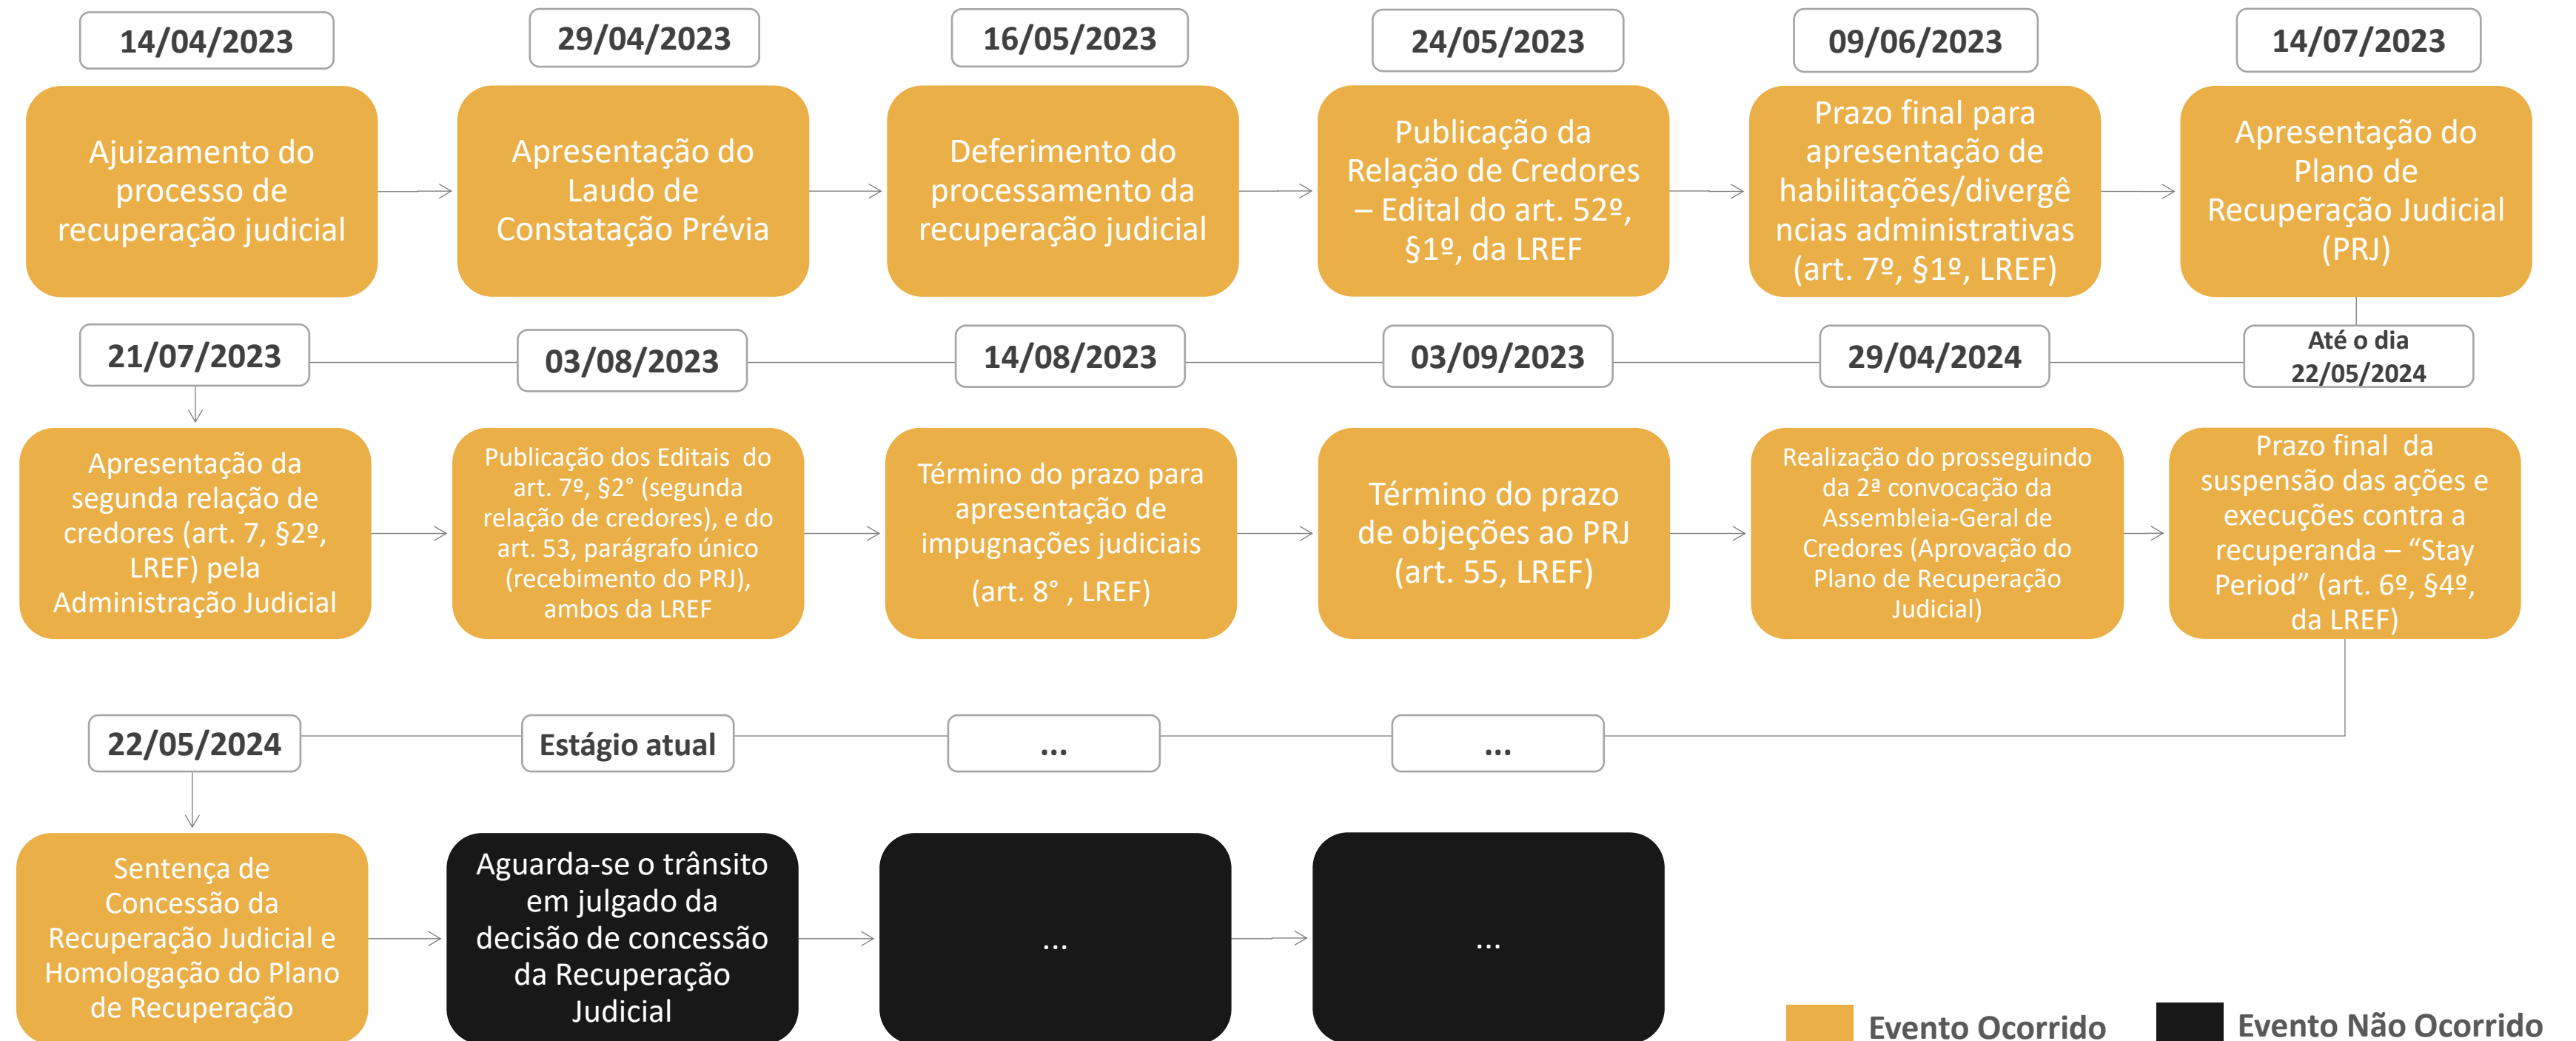 14/04/2023
29/04/2023
16/05/2023
24/05/2023
09/06/2023
14/07/2023
Ajuizamento do
processo de
recuperação judicial
Apresentação do
Laudo de
Constatação Prévia
Deferimento do
processamento da
recuperação judicial
Publicação da
Relação de Credores
– Edital do art. 52º,
§1º, da LREF
Prazo final para
apresentação de
habilitações/divergê
ncias administrativas
(art. 7º, §1º, LREF)
Apresentação do
Plano de
Recuperação Judicial
(PRJ)
21/07/2023
03/08/2023
14/08/2023
03/09/2023
29/04/2024
Até o dia
22/05/2024
Apresentação da
segunda relação de
credores (art. 7, §2º,
LREF) pela
Administração Judicial
Publicação dos Editais do
art. 7º, §2° (segunda
relação de credores), e do
art. 53, parágrafo único
(recebimento do PRJ),
ambos da LREF
Término do prazo para
apresentação de
impugnações judiciais
(art. 8° , LREF)
Término do prazo
de objeções ao PRJ
(art. 55, LREF)
Realização do prosseguindo
da 2ª convocação da
Assembleia-Geral de
Credores (Aprovação do
Plano de Recuperação
Judicial)
Prazo final da
suspensão das ações e
execuções contra a
recuperanda – “Stay
Period” (art. 6º, §4º,
da LREF)
22/05/2024
Estágio atual
...
...
Sentença de
Concessão da
Recuperação Judicial e
Homologação do Plano
de Recuperação
Aguarda-se o trânsito
em julgado da
decisão de concessão
da Recuperação
Judicial
...
...
Evento Ocorrido
Evento Não Ocorrido